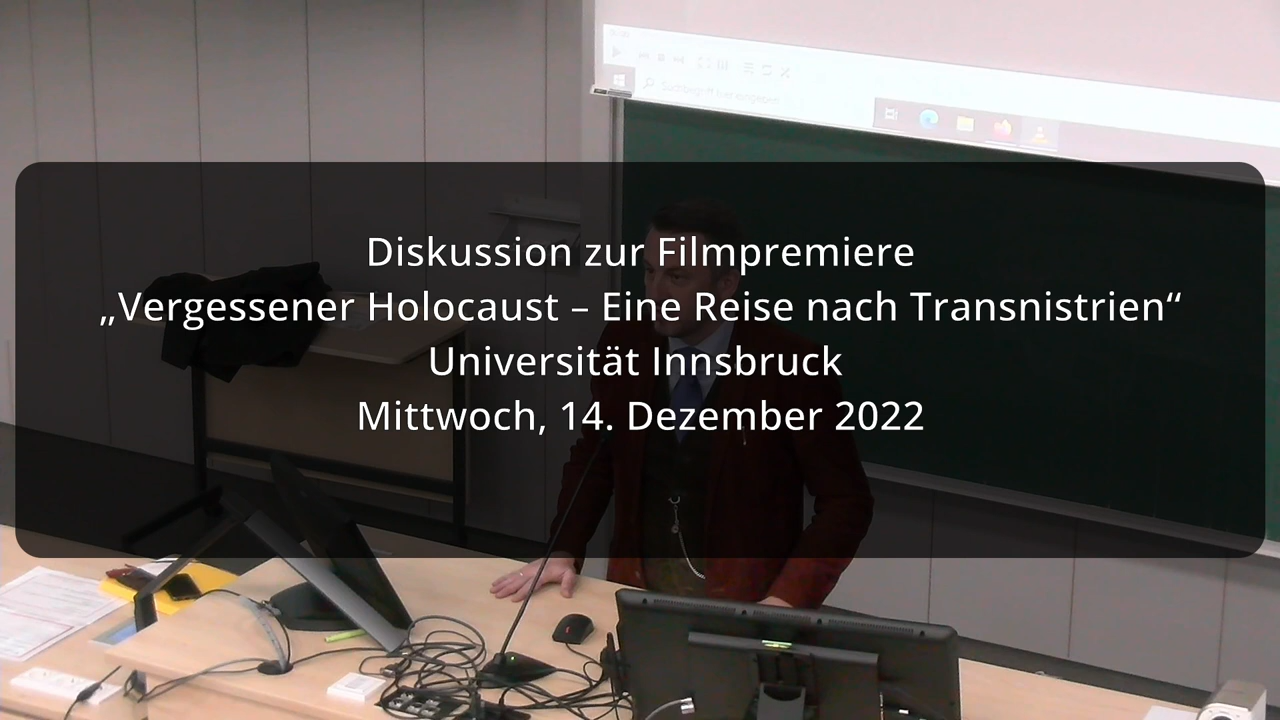 Diskussion zur Filmpremiere
„Vergessener Holocaust – Eine Reise nach Transnistrien“
Universität Innsbruck
Mittwoch, 14. Dezember 2022